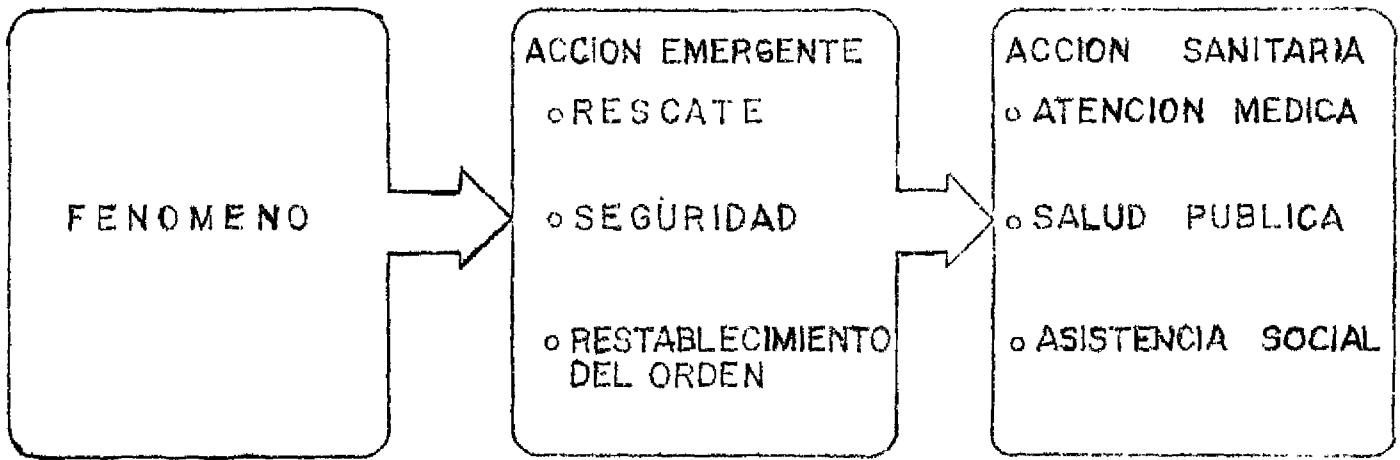 FENOMENO
ACCION EMERGENTE
o RESCATE
o SEGURIDAD
o RESTABLECIMIENTO
DEL ORDEN
ACCION SANITARIA
o ATENCION MEDICA
o SALUD PUBLICA
o ASISTENCIA SOCIAL